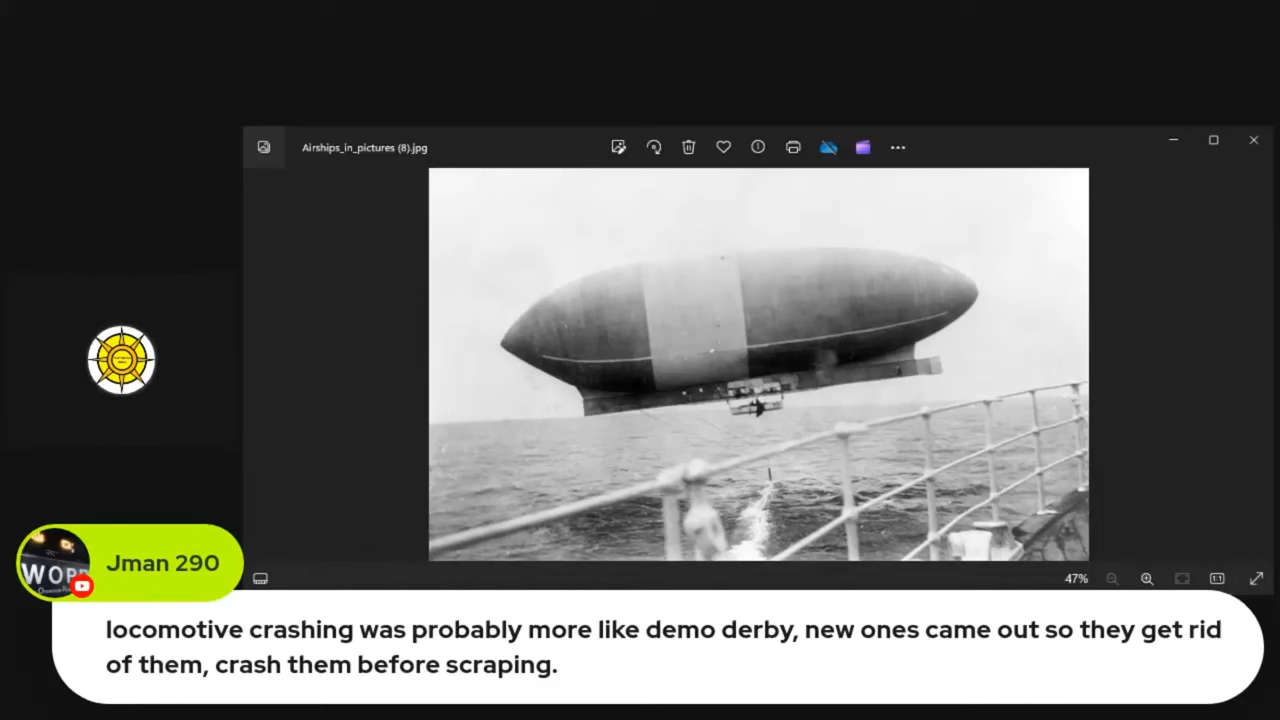 Airships_in_pictures (8).jpg
WOR
Jman 290
47%
locomotive crashing was probably more like demo derby, new ones came out so they get rid
of them, crash them before scraping.